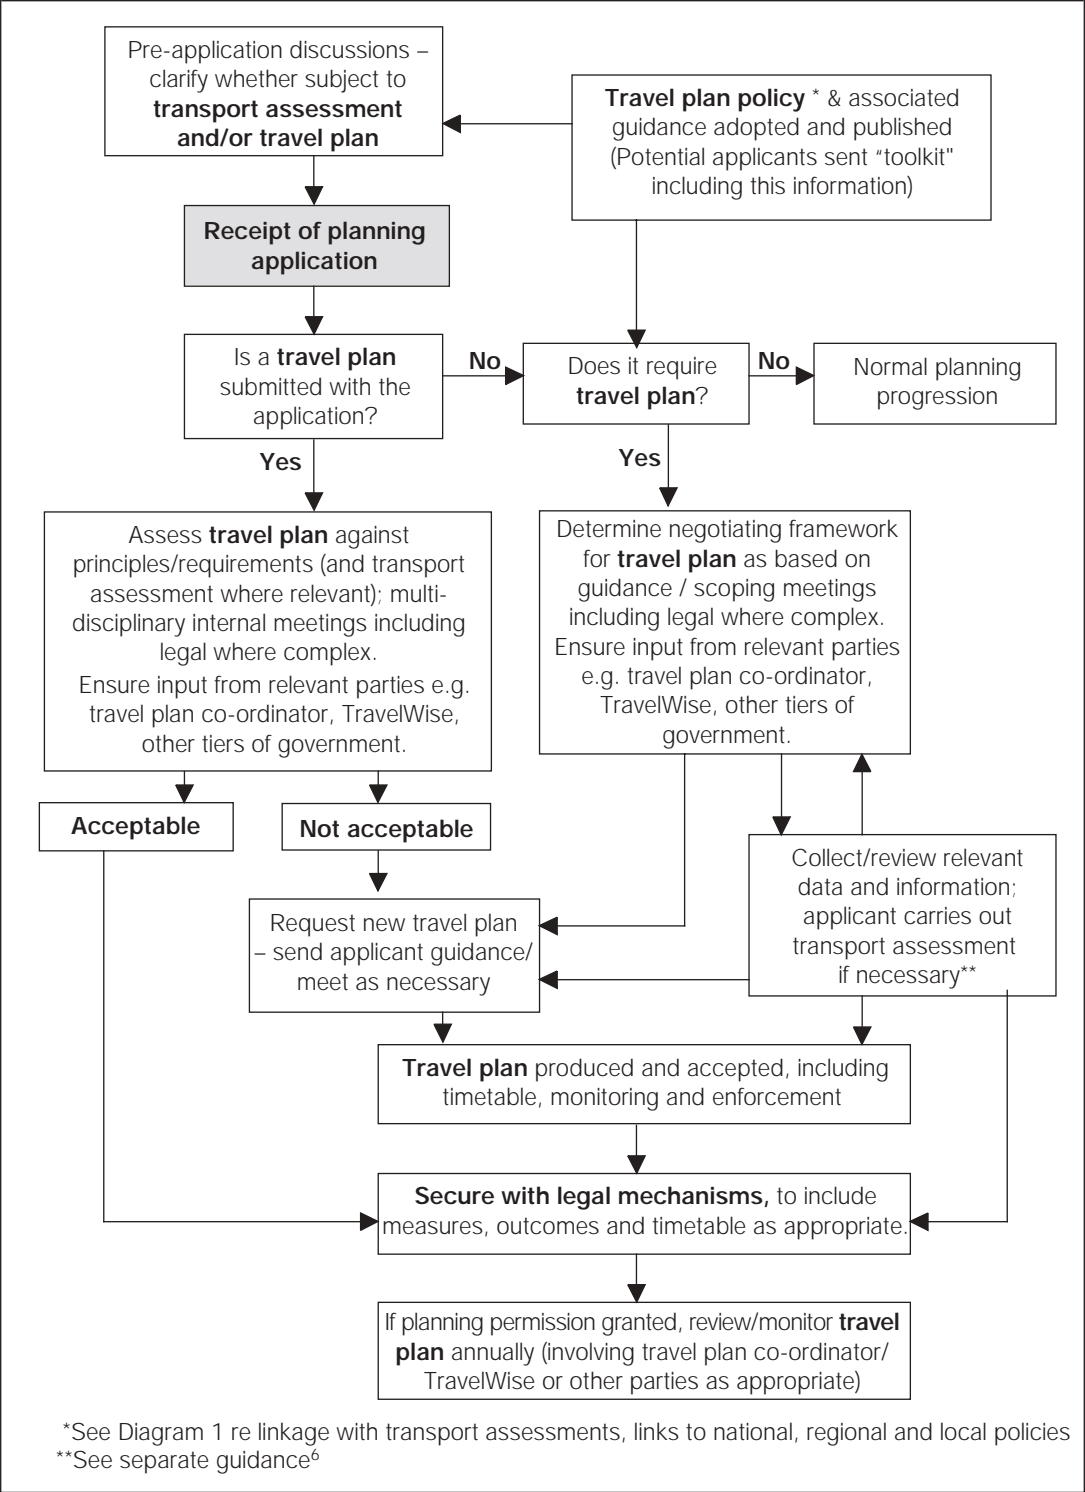 Pre-application discussions –
clarify whether subject to
transport assessment
and/or travel plan
Travel plan policy * & associated
guidance adopted and published
(Potential applicants sent “toolkit"
including this information)
Receipt of planning
application
Is a travel plan
submitted with the
application?
No
Does it require
travel plan?
No
Normal planning
progression
Yes
Yes
Assess travel plan against
principles/requirements (and transport
assessment where relevant); multi-
disciplinary internal meetings including
legal where complex.
Ensure input from relevant parties e.g.
travel plan co-ordinator, TravelWise,
other tiers of government.
Determine negotiating framework
for travel plan as based on
guidance / scoping meetings
including legal where complex.
Ensure input from relevant parties
e.g. travel plan co-ordinator,
TravelWise, other tiers of
government.
Acceptable
Not acceptable
Collect/review relevant
data and information;
applicant carries out
transport assessment
if necessary**
Request new travel plan
– send applicant guidance/
meet as necessary
Travel plan produced and accepted, including
timetable, monitoring and enforcement
Secure with legal mechanisms, to include
measures, outcomes and timetable as appropriate.
If planning permission granted, review/monitor travel
plan annually (involving travel plan co-ordinator/
TravelWise or other parties as appropriate)
*See Diagram 1 re linkage with transport assessments, links to national, regional and local policies
**See separate guidance⁶